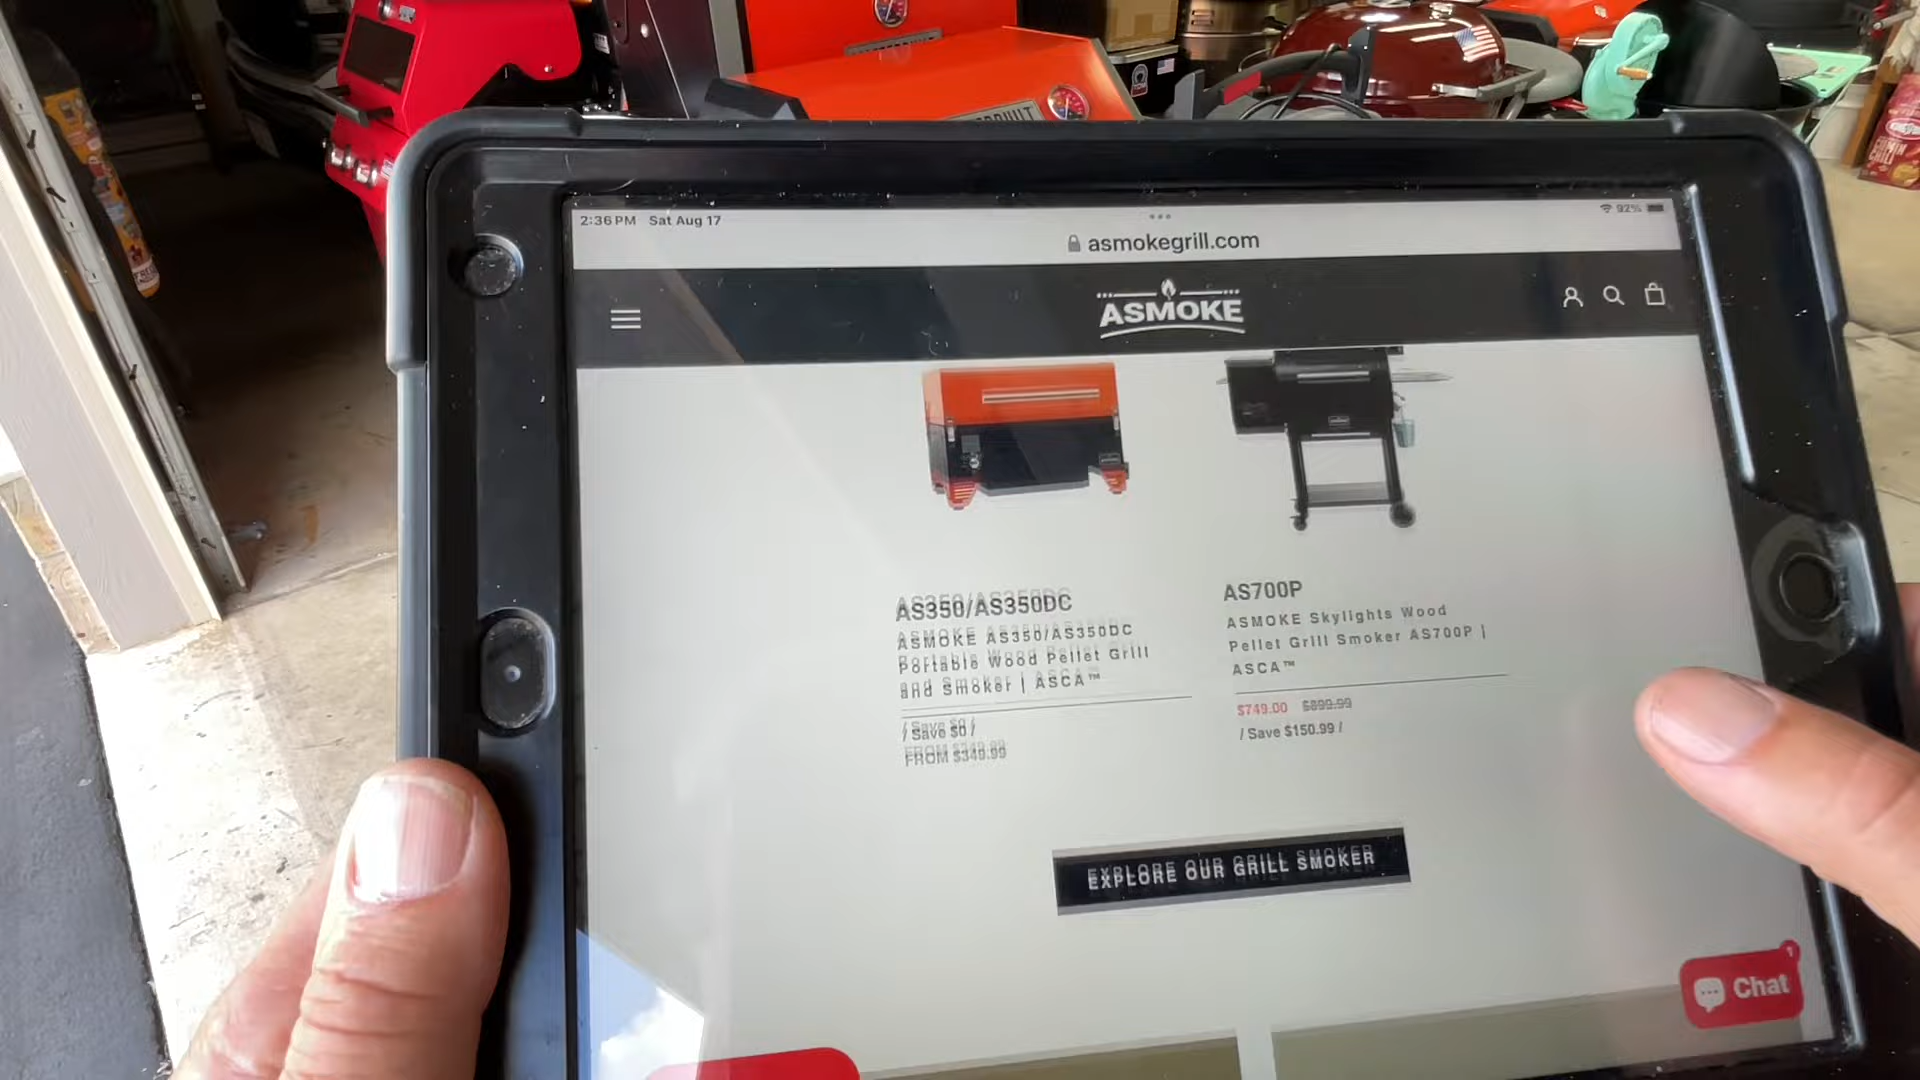 2:36 PM Sat Aug 17
92%
asmokegrill.com
ASMOKE
AS350/AS350DC
ASMOKE AS350/AS350DC
Portable Wood Pellet Grill
and Smoker | ASCA™
/ Save $0 /
FROM $349.99
AS700P
ASMOKE Skylights Wood
Pellet Grill Smoker AS700P |
ASCA™
$749.00 $899.99
/ Save $150.99 /
EXPLORE OUR GRILL SMOKER
1
Chat